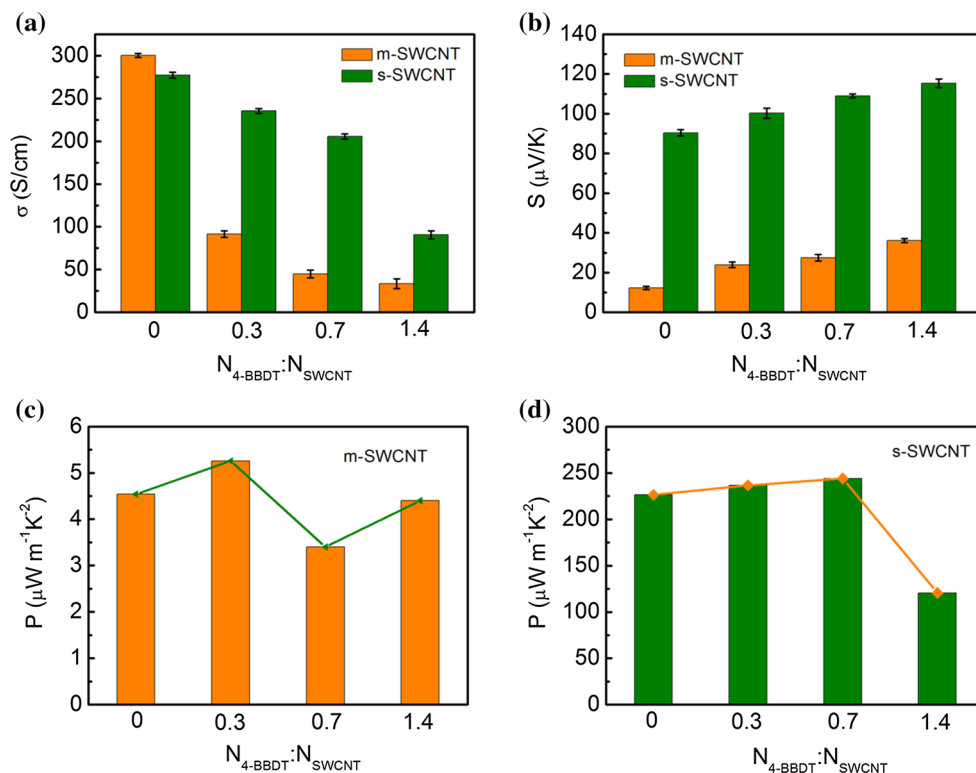 (a)
300
250
200
150
100
50
0
σ (S/cm)
m-SWCNT
s-SWCNT
0 0.3 0.7 1.4
N4-BBDT:NSWCNT
(b)
140
120
100
80
60
40
20
0
S (μV/K)
m-SWCNT
s-SWCNT
0 0.3 0.7 1.4
N4-BBDT:NSWCNT
(c)
6
5
4
3
2
1
0
P (μW m⁻¹K⁻²)
m-SWCNT
0 0.3 0.7 1.4
N4-BBDT:NSWCNT
(d)
300
250
200
150
100
50
0
P (μW m⁻¹K⁻²)
s-SWCNT
0 0.3 0.7 1.4
N4-BBDT:NSWCNT